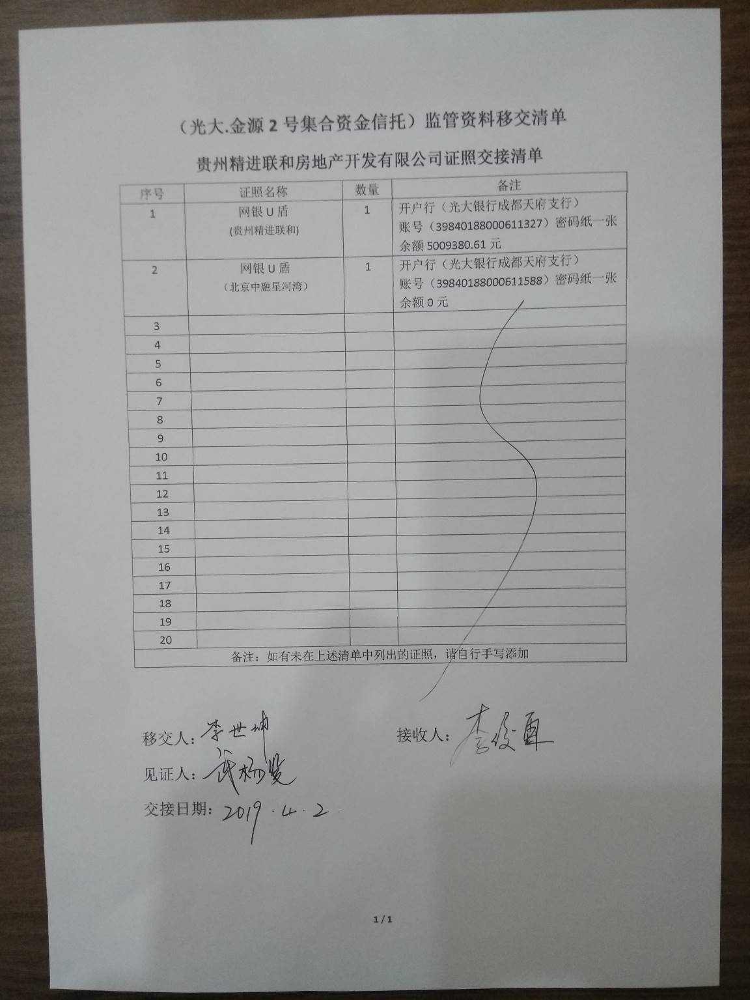 （光大.金源 2 号集合资金信托）监管资料移交清单
贵州精进联和房地产开发有限公司证照交接清单
序号 证照名称 数量 备注
1 网银 U 盾 1 开户行（光大银行成都天府支行）
(贵州精进联和) 账号（39840188000611327）密码纸一张
余额 5009380.61 元
2 网银 U 盾 1 开户行（光大银行成都天府支行）
（北京中融星河湾） 账号（39840188000611588）密码纸一张
余额 0 元
3
4
5
6
7
8
9
10
11
12
13
14
15
16
17
18
19
20
备注：如有未在上述清单中列出的证照，请自行手写添加
移交人：李世坤 接收人：李俊
见证人：
交接日期：2019.4.2.
1 / 1